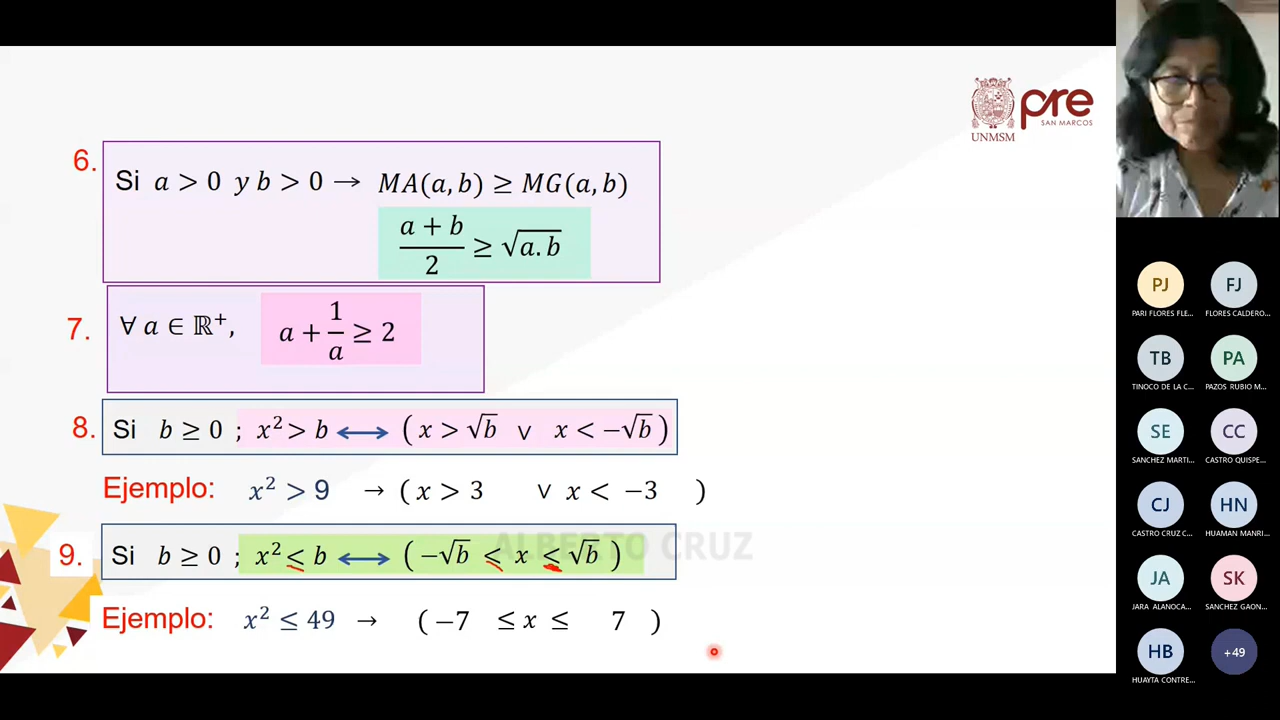 UNMSM
pre
SAN MARCOS
6. Si a > 0 y b > 0 → MA(a, b) ≥ MG(a, b)
(a + b)/2 ≥ √(a.b)
7. ∀ a ∈ ℝ⁺, a + 1/a ≥ 2
8. Si b ≥ 0 ; x² > b ⟷ ( x > √b ∨ x < −√b )
Ejemplo: x² > 9 → ( x > 3 ∨ x < −3 )
ALBERTO CRUZ
9. Si b ≥ 0 ; x² ≤ b ⟷ ( −√b ≤ x ≤ √b )
Ejemplo: x² ≤ 49 → ( −7 ≤ x ≤ 7 )
PJ FJ
PARI FLORES FLE... FLORES CALDERO...
TB PA
TINOCO DE LA C... PAZOS RUBIO M...
SE CC
SANCHEZ MARTI... CASTRO QUISPE...
CJ HN
CASTRO CRUZ C... HUAMAN MANRI...
JA SK
JARA ALANOCA... SANCHEZ GAON...
HB +49
HUAYTA CONTRE...